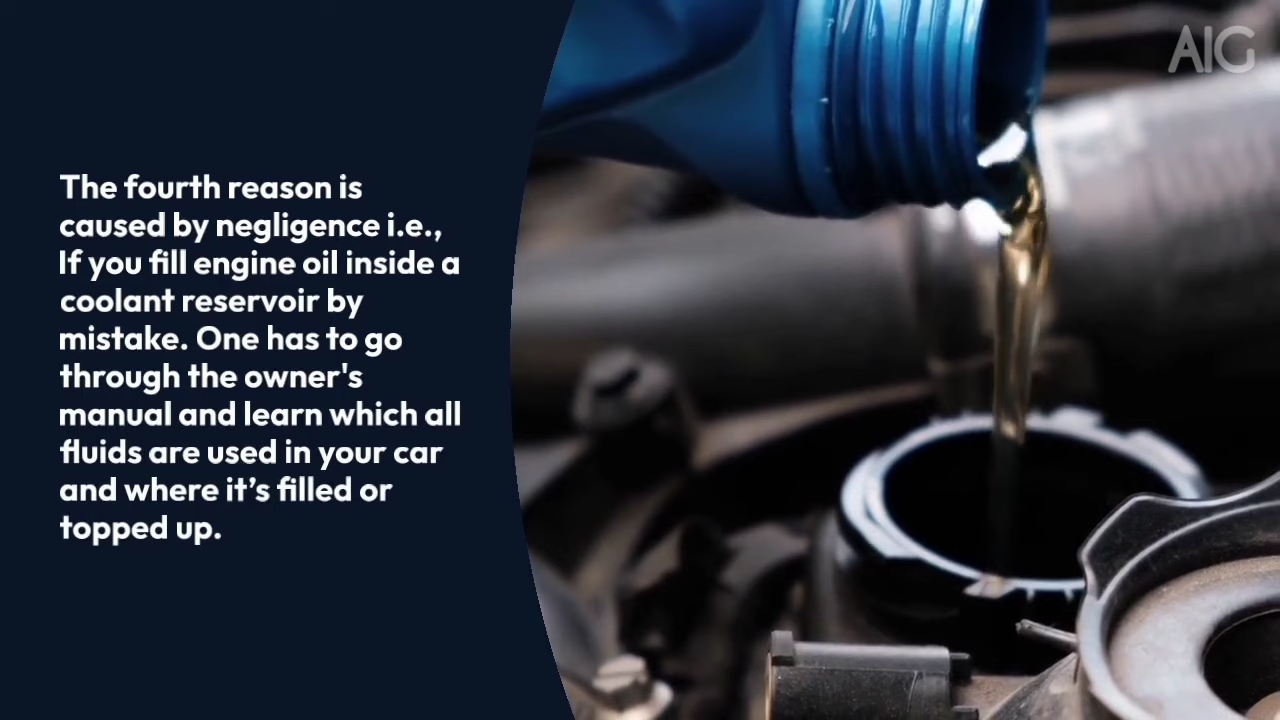 AIG
The fourth reason is
caused by negligence i.e.,
If you fill engine oil inside a
coolant reservoir by
mistake. One has to go
through the owner's
manual and learn which all
fluids are used in your car
and where it’s filled or
topped up.